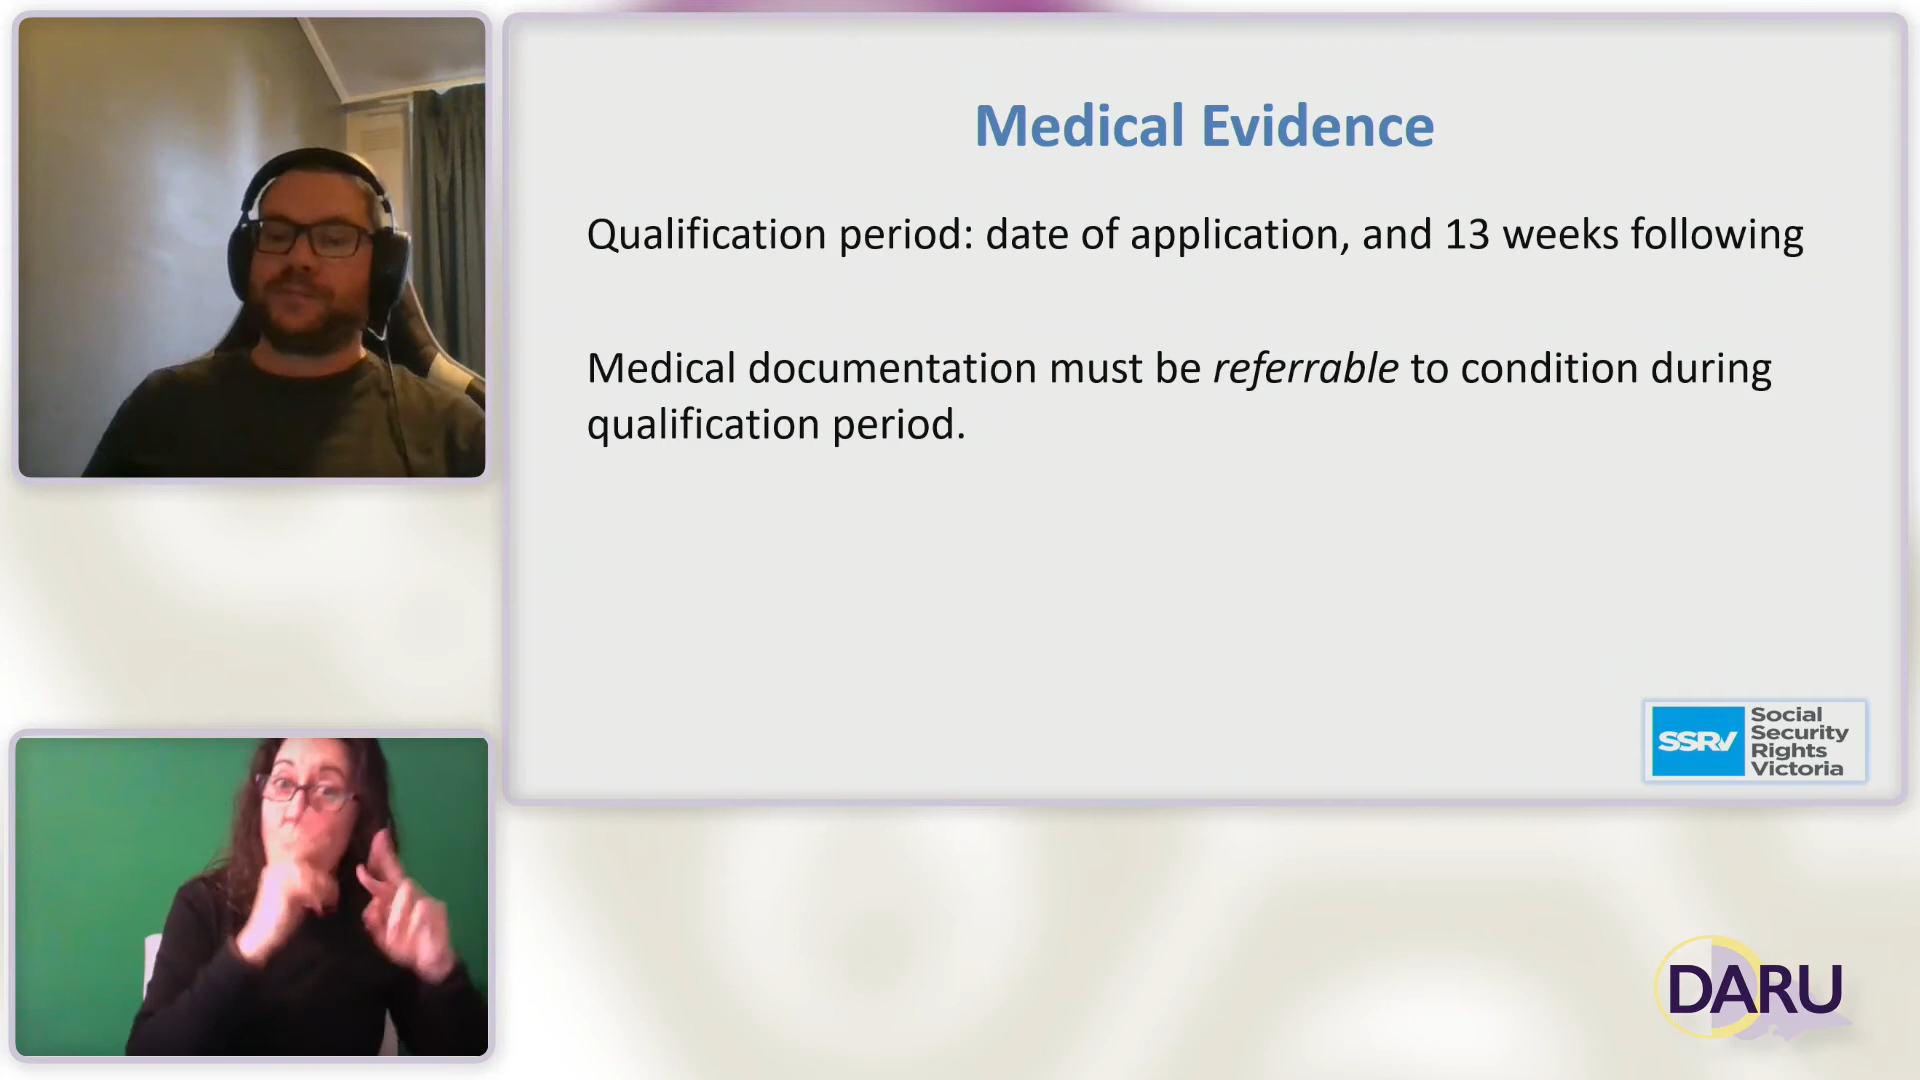 Medical Evidence
Qualification period: date of application, and 13 weeks following
Medical documentation must be referrable to condition during
qualification period.
SSRV
Social
Security
Rights
Victoria
DARU